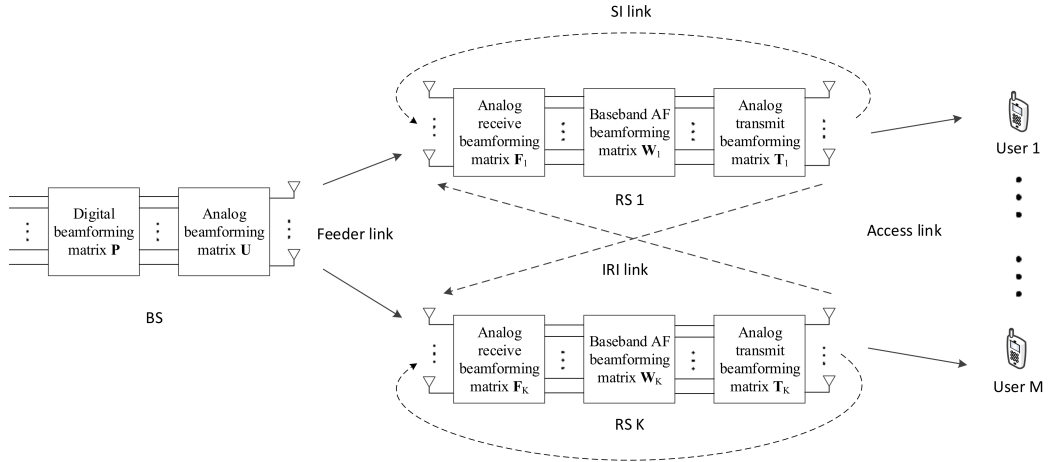 SI link
Analog
receive
beamforming
matrix F1
Baseband AF
beamforming
matrix W1
Analog
transmit
beamforming
matrix T1
RS 1
User 1
Digital
beamforming
matrix P
Analog
beamforming
matrix U
BS
Feeder link
IRI link
Access link
Analog
receive
beamforming
matrix FK
Baseband AF
beamforming
matrix WK
Analog
transmit
beamforming
matrix TK
RS K
User M